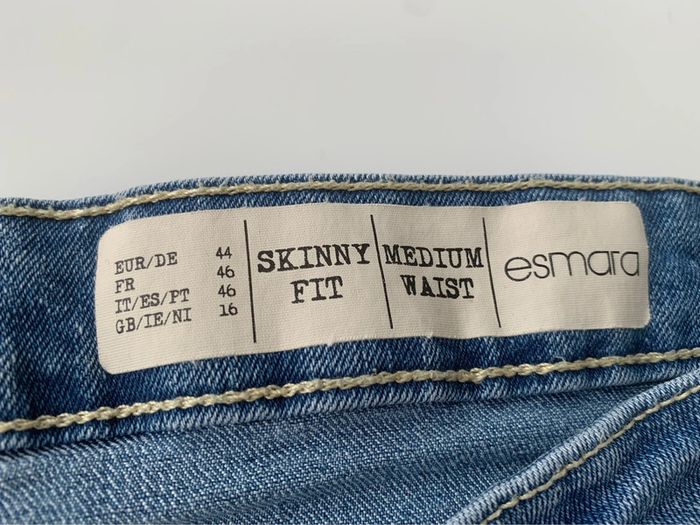 EUR/DE 44
FR 46
IT/ES/PT 46
GB/IE/NI 16
SKINNY
FIT
MEDIUM
WAIST
esmara